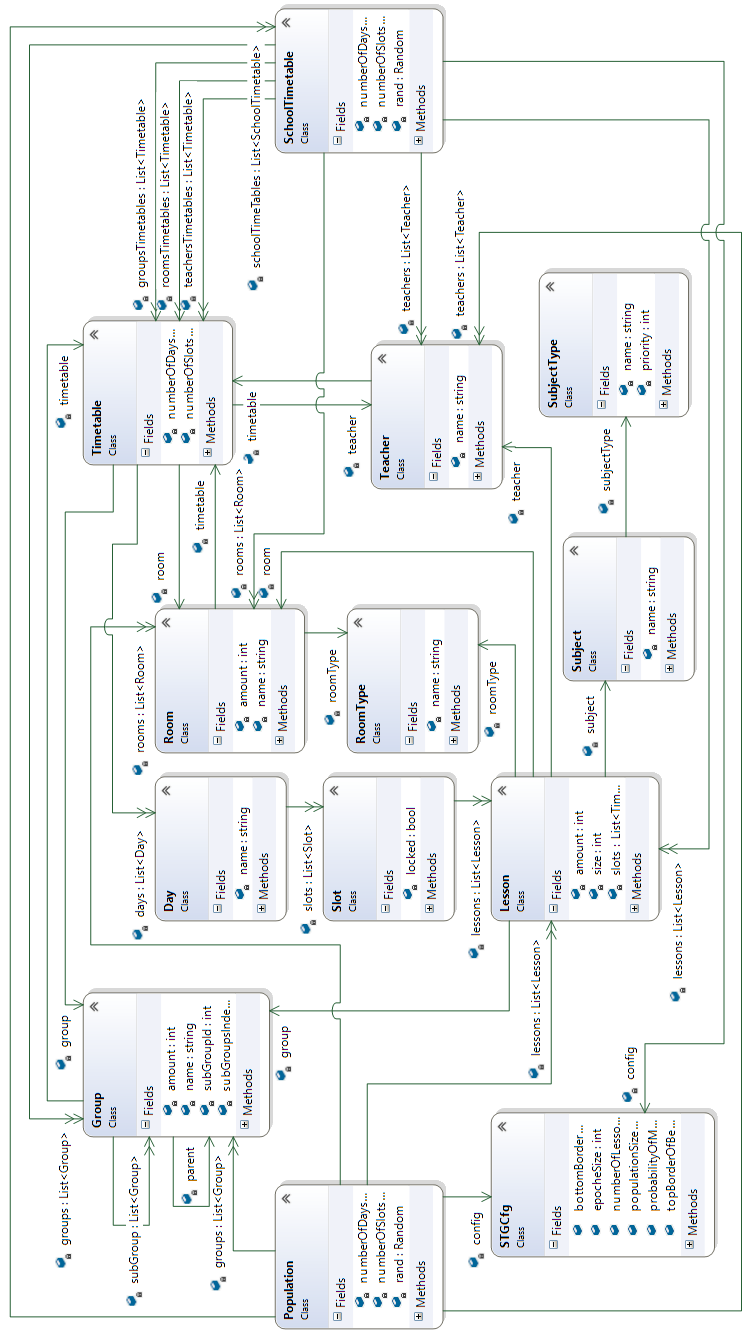 groups : List<Group>
subGroup : List<Group>
parent
groups : List<Group>
Group
Class
Fields
amount : int
name : string
subGroupId : int
subGroupsInde...
Methods
group
days : List<Day>
rooms : List<Room>
timetable
Timetable
Class
Fields
numberOfDays...
numberOfSlots...
Methods
groupsTimetables : List<Timetable>
roomsTimetables : List<Timetable>
teachersTimetables : List<Timetable>
schoolTimeTables : List<SchoolTimetable>
Day
Class
Fields
name : string
Methods
Room
Class
Fields
amount : int
name : string
Methods
room
timetable
rooms : List<Room>
room
timetable
Population
Class
Fields
numberOfDays...
numberOfSlots...
rand : Random
Methods
group
slots : List<Slot>
Slot
Class
Fields
locked : bool
Methods
roomType
RoomType
Class
Fields
name : string
Methods
teacher
Teacher
Class
Fields
name : string
Methods
teachers : List<Teacher>
teachers : List<Teacher>
SchoolTimetable
Class
Fields
numberOfDays...
numberOfSlots...
rand : Random
Methods
config
STGCfg
Class
Fields
bottomBorder...
epocheSize : int
numberOfLesso...
populationSize...
probabilityOfM...
topBorderOfBe...
Methods
lessons : List<Lesson>
lessons : List<Lesson>
Lesson
Class
Fields
amount : int
size : int
slots : List<Tim...
Methods
roomType
teacher
subject
Subject
Class
Fields
name : string
Methods
subjectType
SubjectType
Class
Fields
name : string
priority : int
Methods
config
lessons : List<Lesson>